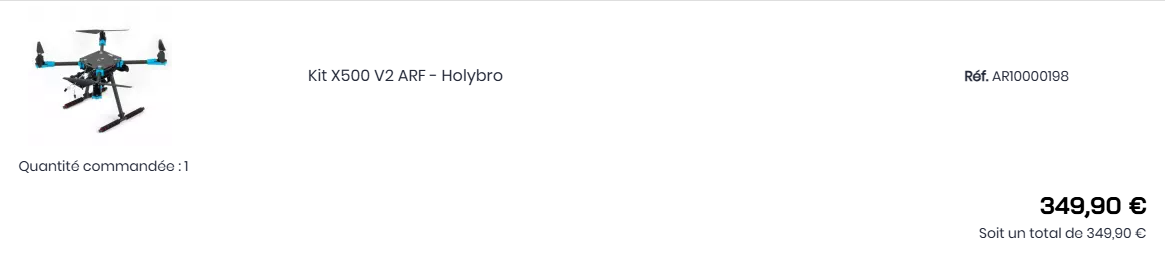 Kit X500 V2 ARF - Holybro
Réf. AR10000198
Quantité commandée : 1
349,90 €
Soit un total de 349,90 €